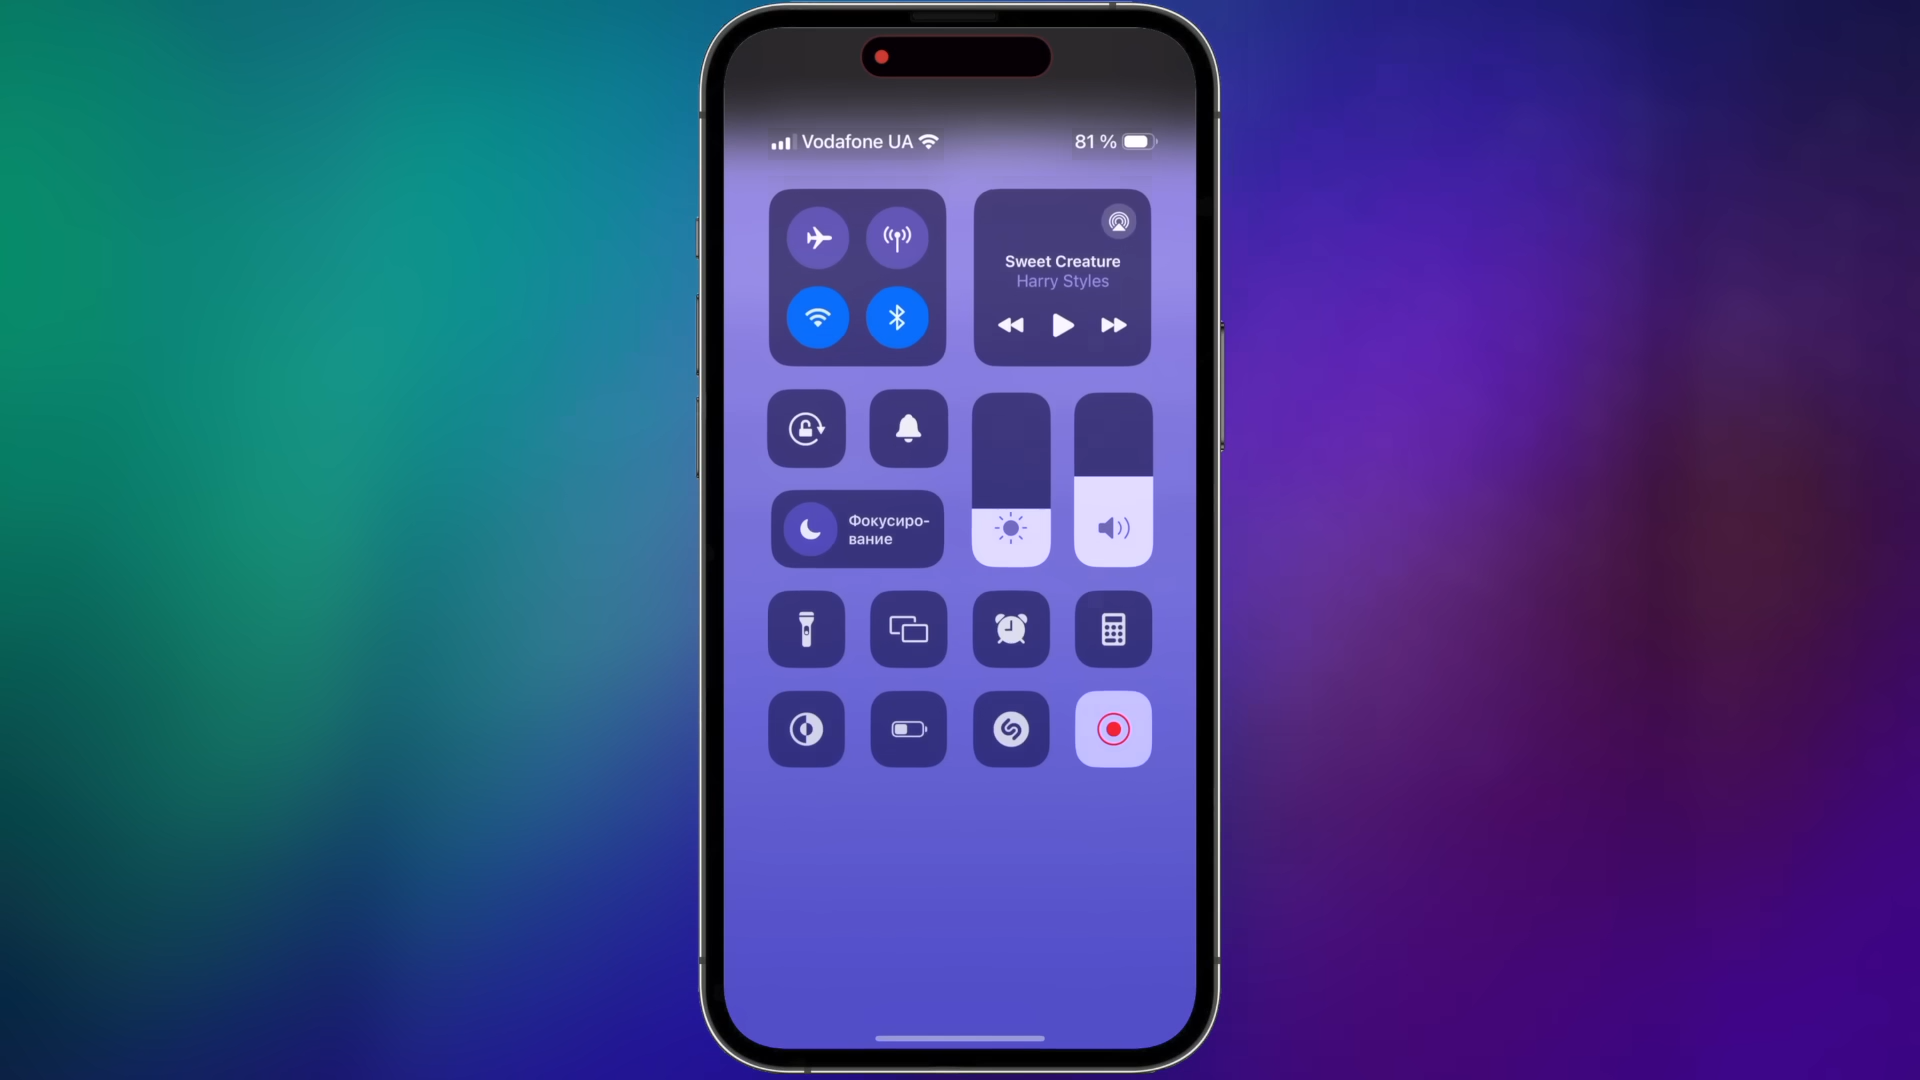 Vodafone UA
81 %
Sweet Creature
Harry Styles
Фокусиро-
вание